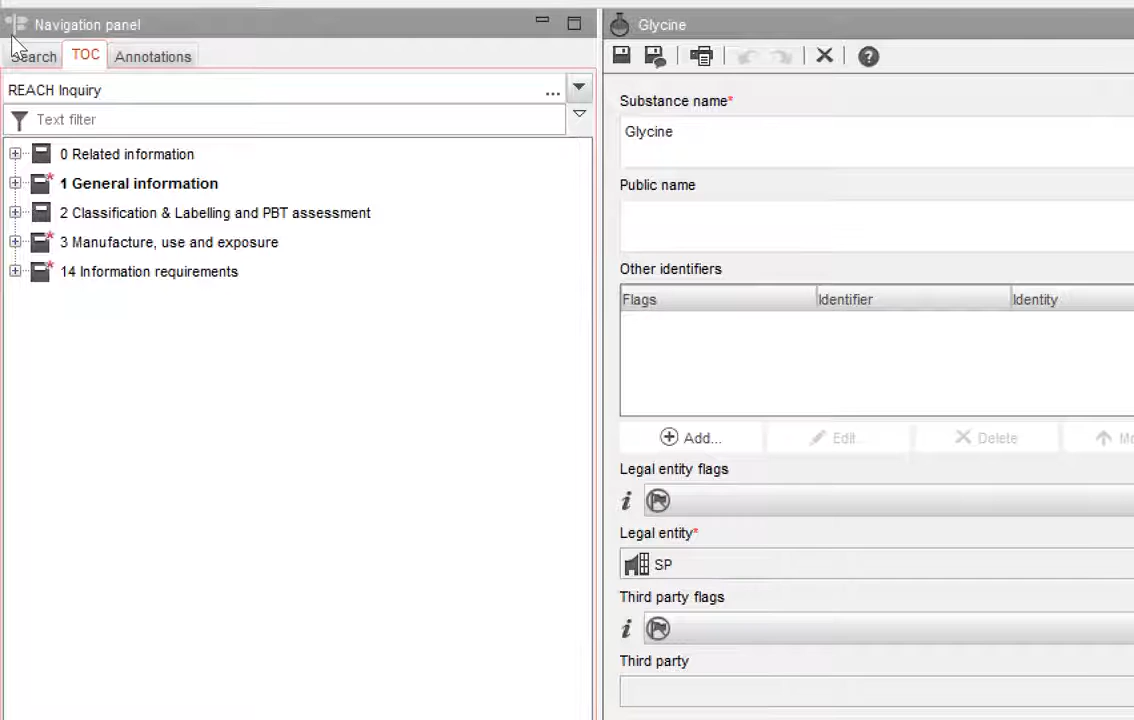 Navigation panel
Search TOC Annotations
REACH Inquiry ...
Text filter
0 Related information
1 General information
2 Classification & Labelling and PBT assessment
3 Manufacture, use and exposure
14 Information requirements
Glycine
Substance name*
Glycine
Public name
Other identifiers
Flags Identifier Identity
Add... Edit... Delete
Legal entity flags
Legal entity*
SP
Third party flags
Third party